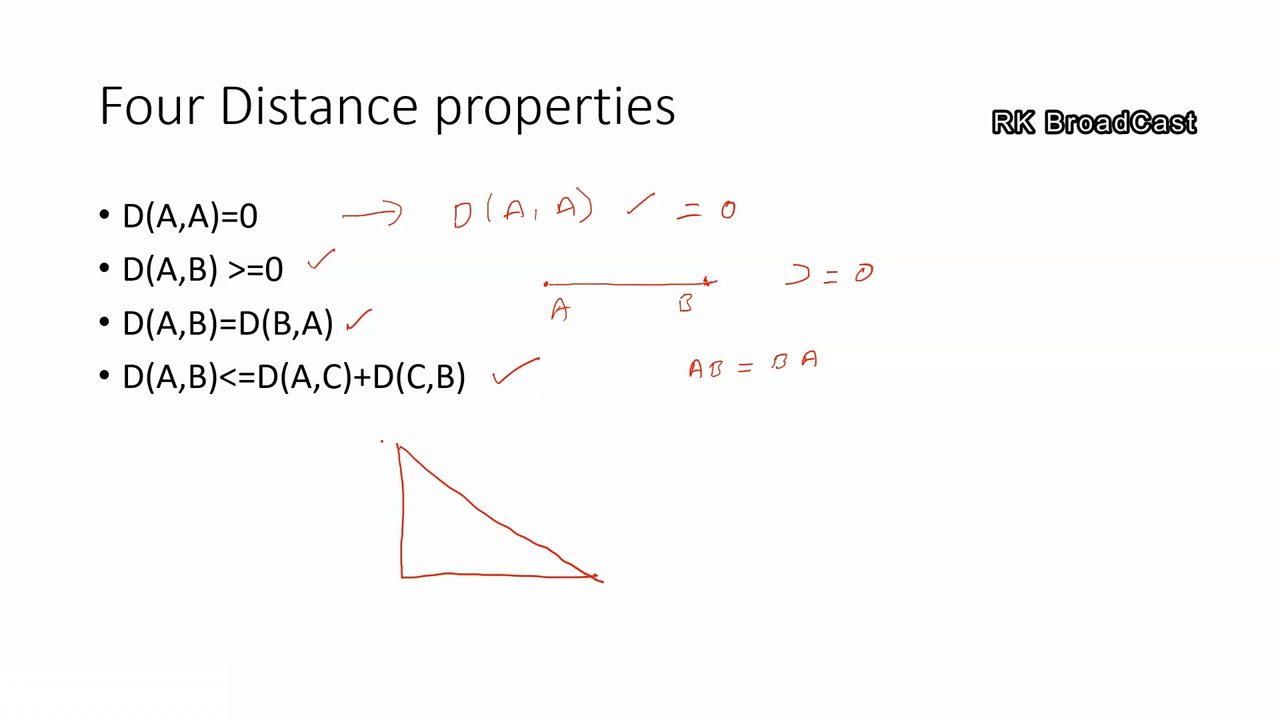 Four Distance properties
RK BroadCast
• D(A,A)=0 → D(A, A) ✓ = 0
• D(A,B) >=0 ✓ >= 0
A B
• D(A,B)=D(B,A) ✓
AB = BA
• D(A,B)<=D(A,C)+D(C,B) ✓